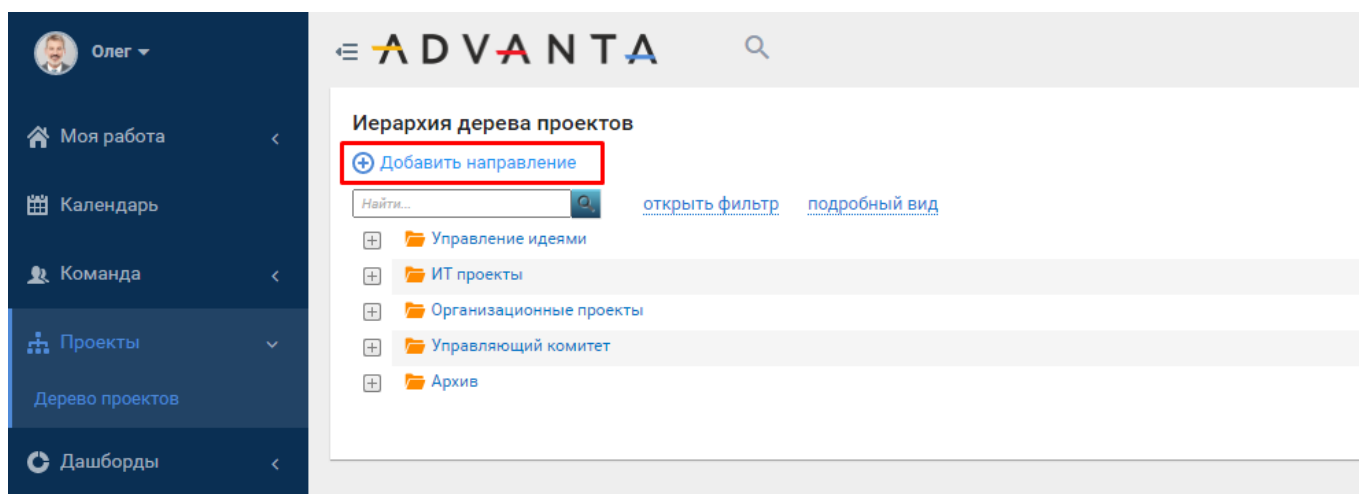 Олег
Моя работа
Календарь
Команда
Проекты
Дерево проектов
Дашборды
ADVANTA
Иерархия дерева проектов
Добавить направление
Найти...
открыть фильтр подробный вид
Управление идеями
ИТ проекты
Организационные проекты
Управляющий комитет
Архив